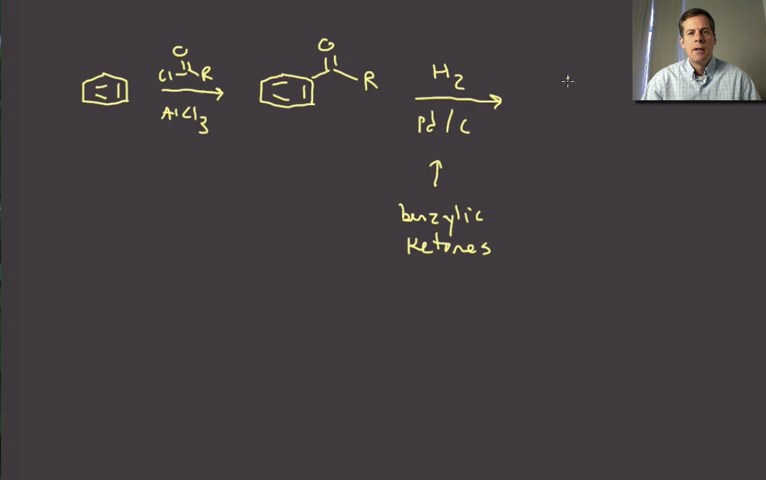 O
Cl R
AlCl3
O
R
H2
Pd/C
↑
benzylic
Ketones